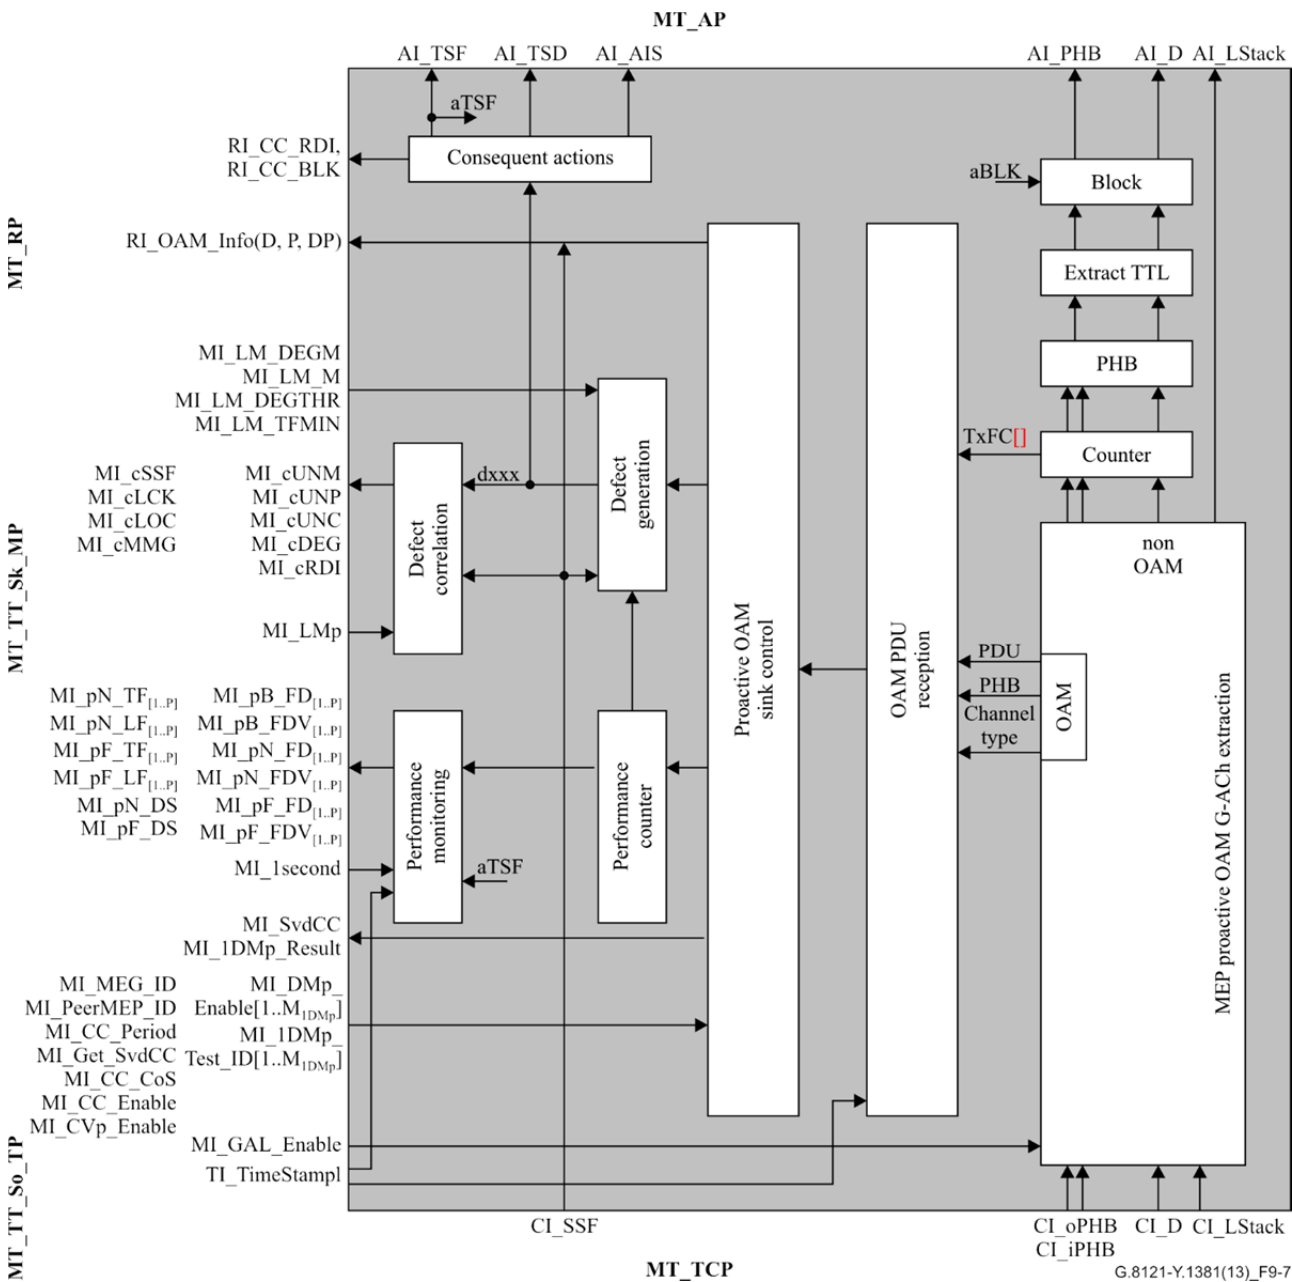 MT_AP
AI_TSF AI_TSD AI_AIS AI_PHB AI_D AI_LStack
aTSF
RI_CC_RDI,
RI_CC_BLK
Consequent actions
aBLK
Block
MT_RP
RI_OAM_Info(D, P, DP)
Extract TTL
MI_LM_DEGM
MI_LM_M
MI_LM_DEGTHR
MI_LM_TFMIN
PHB
TxFC[]
Counter
Defect
generation
dxxx
MI_cSSF MI_cUNM
MI_cLCK MI_cUNP
MI_cLOC MI_cUNC
MI_cMMG MI_cDEG
MI_cRDI
Defect
correlation
MT_TT_Sk_MP
MI_LMp
non
OAM
Proactive OAM
sink control
OAM PDU
reception
PDU
PHB
Channel
type
OAM
MEP proactive OAM G-ACh extraction
MI_pN_TF[1..P] MI_pB_FD[1..P]
MI_pN_LF[1..P] MI_pB_FDV[1..P]
MI_pF_TF[1..P] MI_pN_FD[1..P]
MI_pF_LF[1..P] MI_pN_FDV[1..P]
MI_pN_DS MI_pF_FD[1..P]
MI_pF_DS MI_pF_FDV[1..P]
Performance
monitoring
Performance
counter
MI_1second
aTSF
MI_SvdCC
MI_1DMp_Result
MI_MEG_ID MI_DMp_
MI_PeerMEP_ID Enable[1..M1DMp]
MI_CC_Period MI_1DMp_
MI_Get_SvdCC Test_ID[1..M1DMp]
MI_CC_CoS
MI_CC_Enable
MI_CVp_Enable
MI_GAL_Enable
TI_TimeStampl
MT_TT_So_TP
CI_SSF CI_oPHB CI_D CI_LStack
CI_iPHB
MT_TCP
G.8121-Y.1381(13)_F9-7